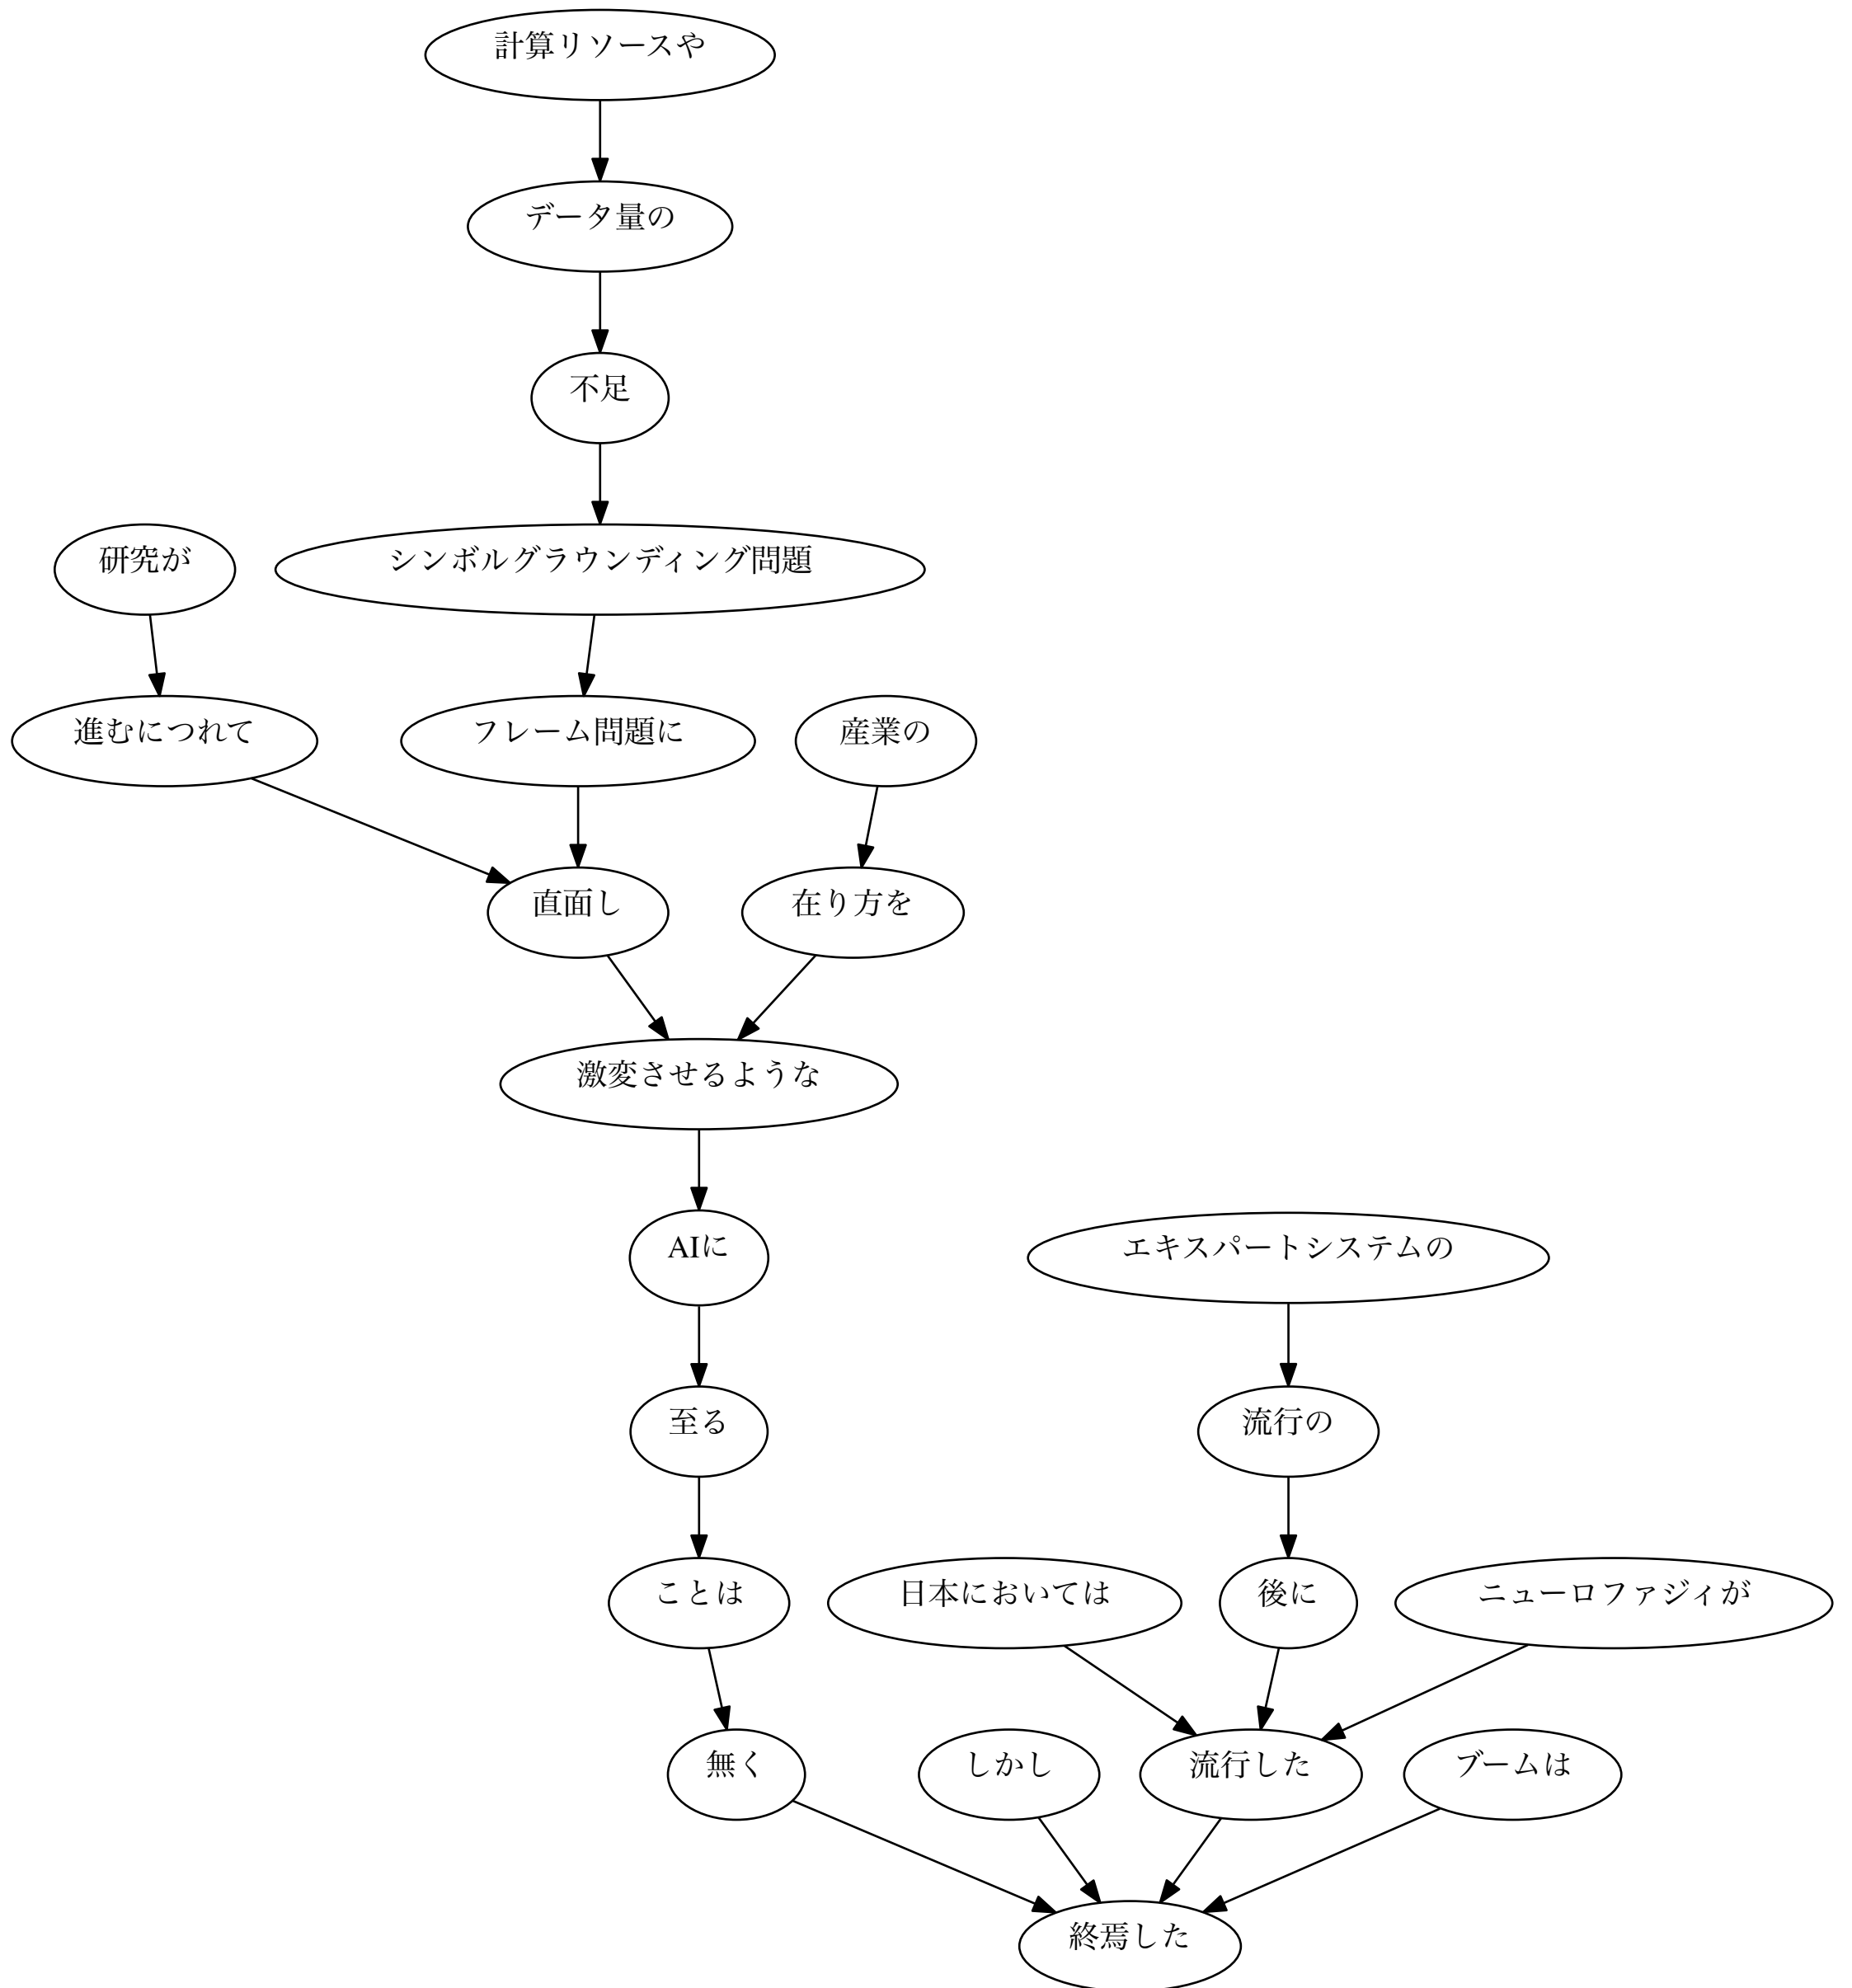 計算リソースや
データ量の
不足
研究が
シンボルグラウンディング問題
進むにつれて
フレーム問題に
産業の
直面し
在り方を
激変させるような
AIに
エキスパートシステムの
至る
流行の
ことは
日本においては
後に
ニューロファジィが
無く
しかし
流行した
ブームは
終焉した